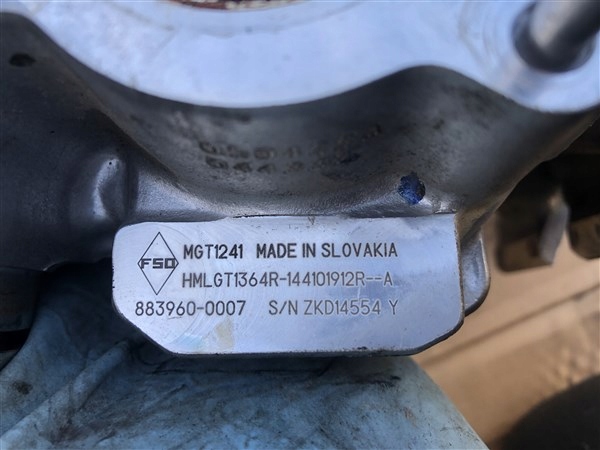 FSD
MGT1241 MADE IN SLOVAKIA
HMLGT1364R-144101912R--A
883960-0007 S/N ZKD14554 Y